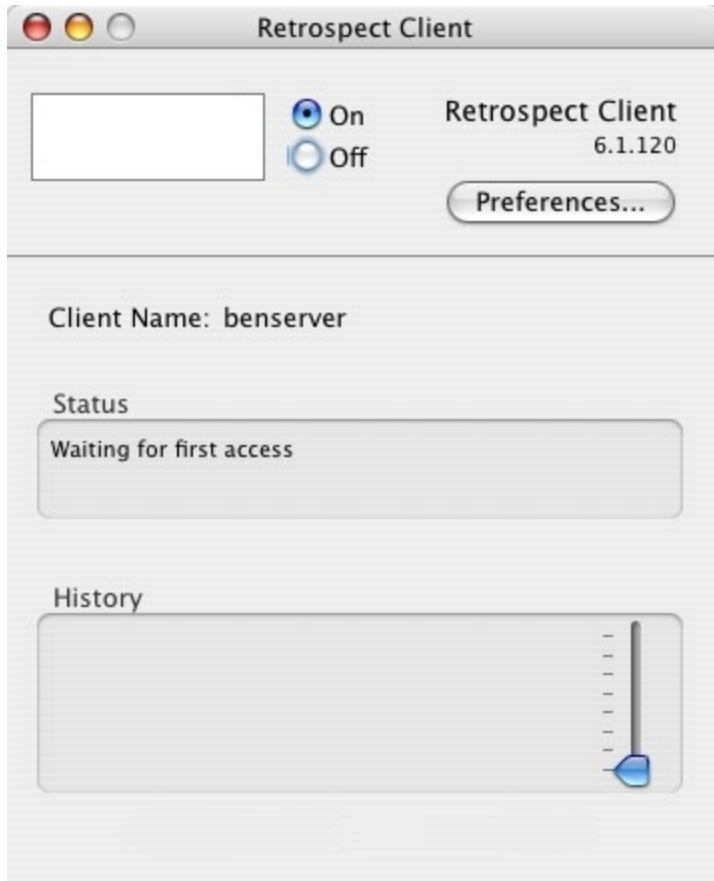 Retrospect Client
On
Off
Retrospect Client
6.1.120
Preferences...
Client Name: benserver
Status
Waiting for first access
History